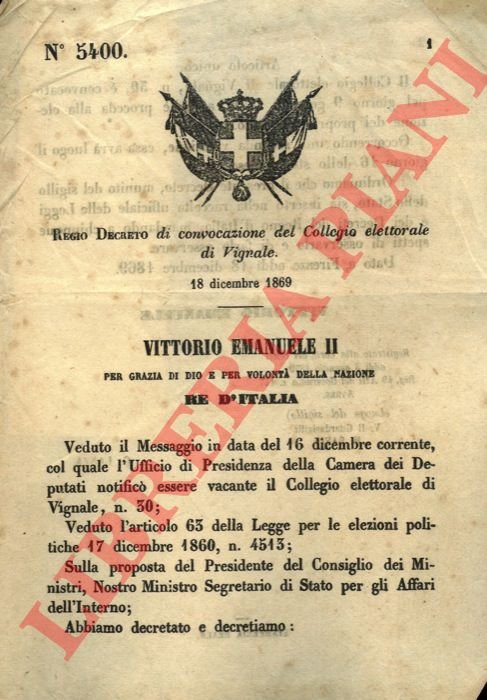 N° 5400.
1
REGIO DECRETO di convocazione del Collegio elettorale
di Vignale.
18 dicembre 1869
VITTORIO EMANUELE II
PER GRAZIA DI DIO E PER VOLONTÀ DELLA NAZIONE
RE D'ITALIA
Veduto il Messaggio in data del 16 dicembre corrente,
col quale l'Ufficio di Presidenza della Camera dei De-
putati notificò essere vacante il Collegio elettorale di
Vignale, n. 30;
Veduto l'articolo 63 della Legge per le elezioni poli-
tiche 17 dicembre 1860, n. 4513;
Sulla proposta del Presidente del Consiglio dei Mi-
nistri, Nostro Ministro Segretario di Stato per gli Affari
dell'Interno;
Abbiamo decretato e decretiamo:
LIBRERIA PIANI